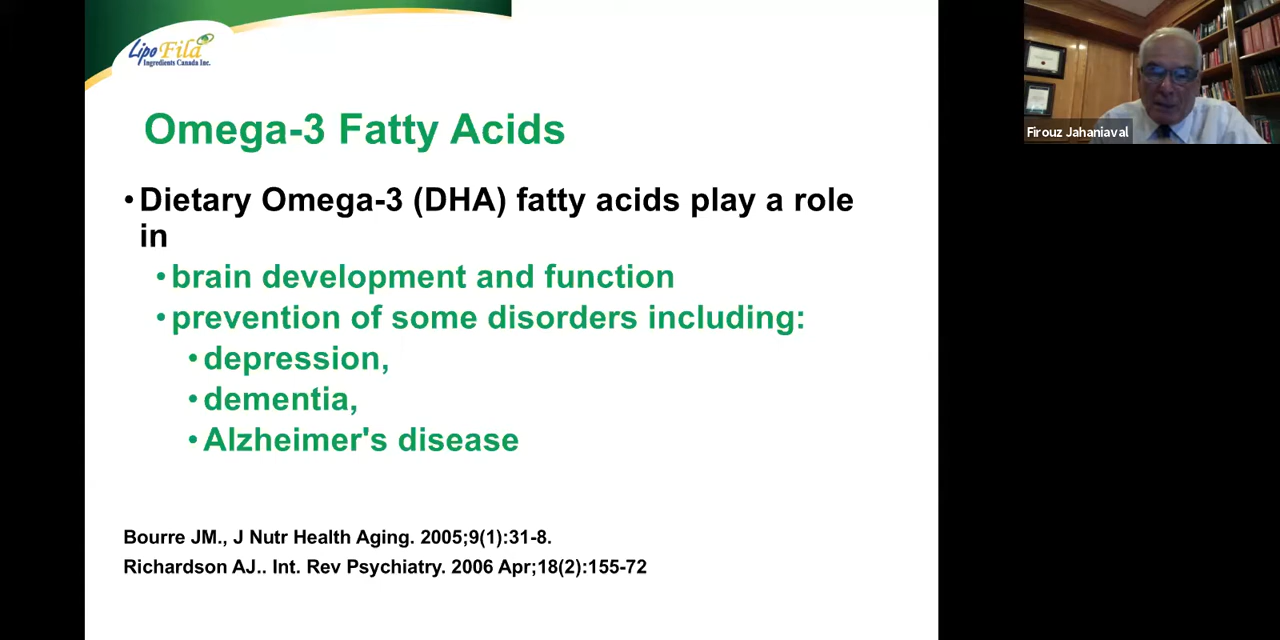 Lipo Fila
Ingredients Canada Inc.
Firouz Jahaniaval
Omega-3 Fatty Acids
• Dietary Omega-3 (DHA) fatty acids play a role
in
• brain development and function
• prevention of some disorders including:
• depression,
• dementia,
• Alzheimer's disease
Bourre JM., J Nutr Health Aging. 2005;9(1):31-8.
Richardson AJ.. Int. Rev Psychiatry. 2006 Apr;18(2):155-72